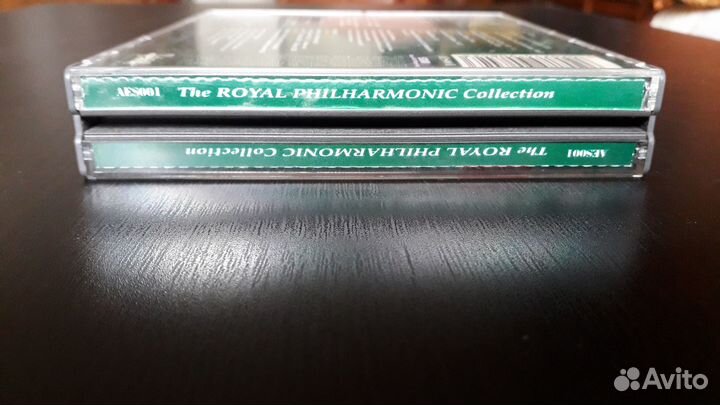 AES001 The ROYAL PHILHARMONIC Collection
The ROYAL PHILHARMONIC Collection AES001
Avito